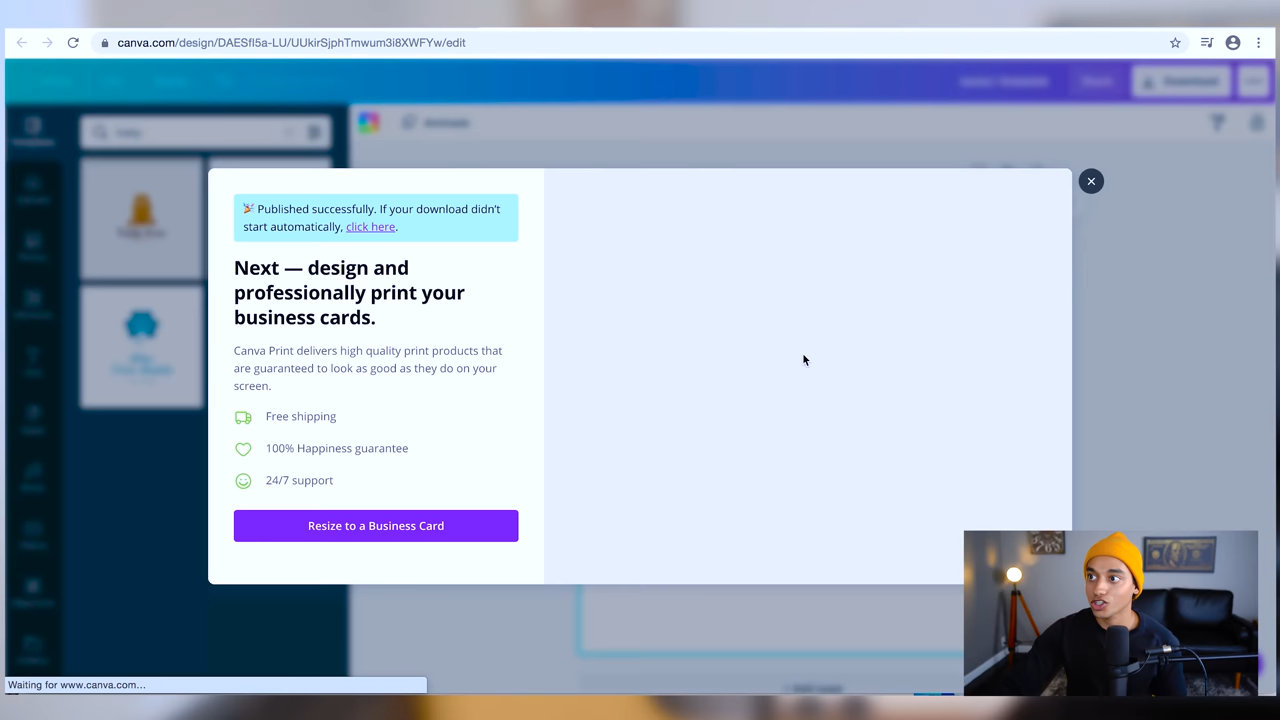 canva.com/design/DAESfI5a-LU/UUkirSjphTmwum3i8XWFYw/edit
Download
Animate
🎉 Published successfully. If your download didn't
start automatically, click here.
Next — design and
professionally print your
business cards.
Canva Print delivers high quality print products that
are guaranteed to look as good as they do on your
screen.
Free shipping
100% Happiness guarantee
24/7 support
Resize to a Business Card
Waiting for www.canva.com...